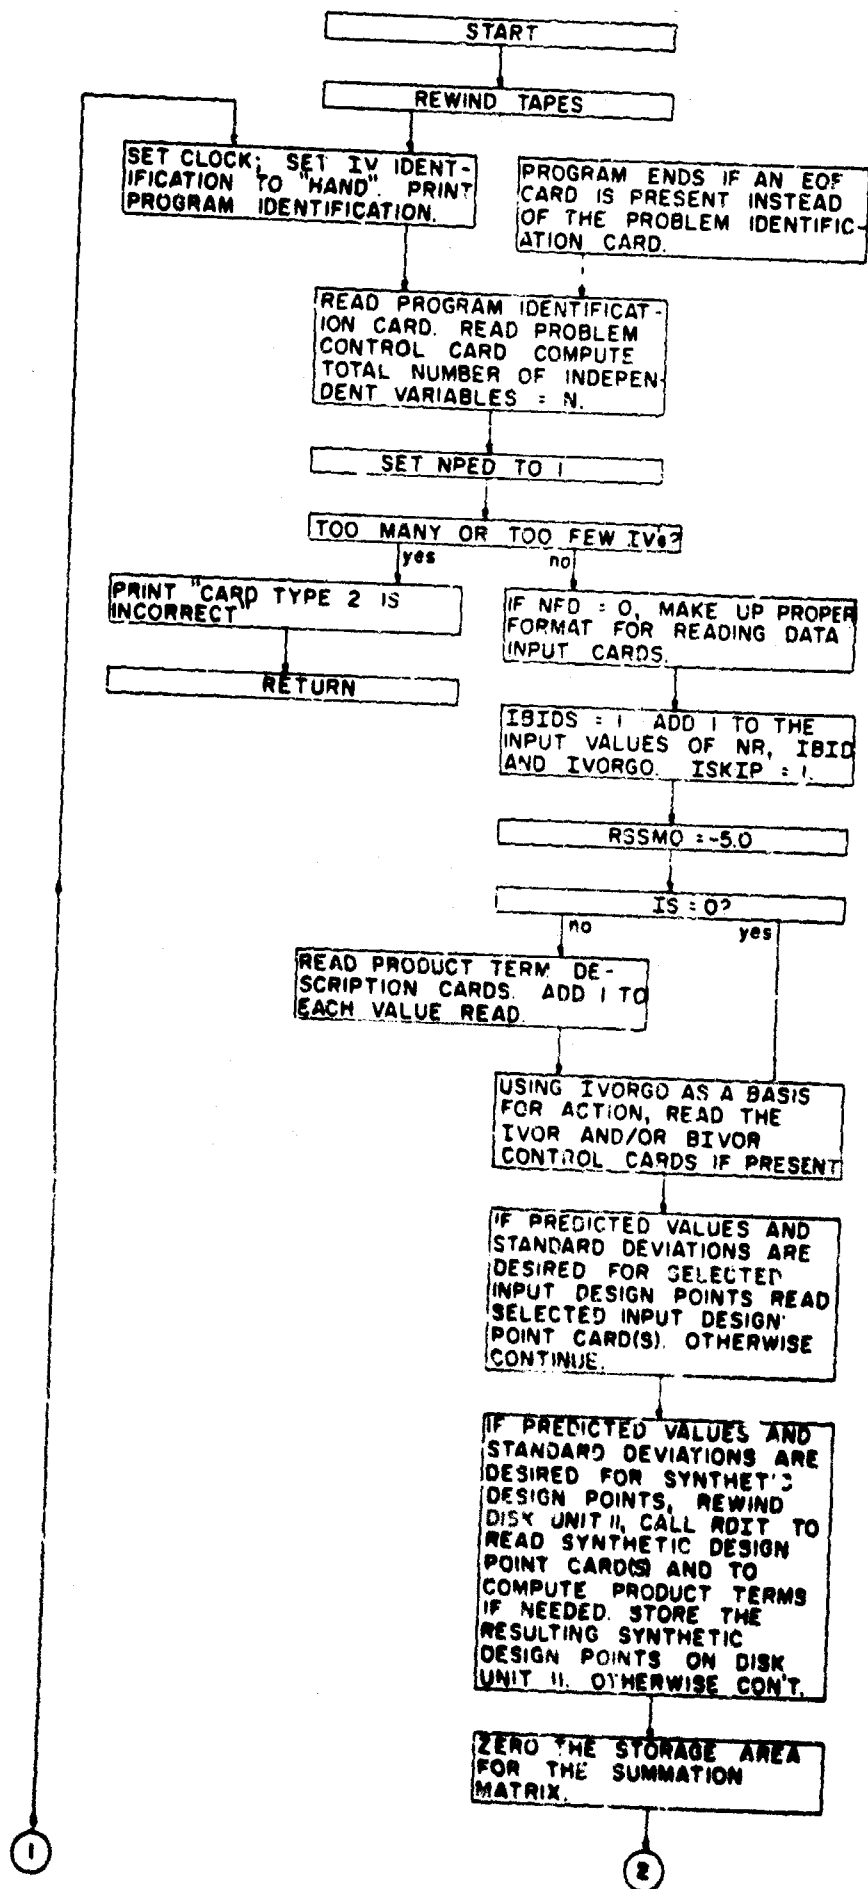 START
REWIND TAPES
SET CLOCK; SET IV IDENT-
IFICATION TO "HAND". PRINT
PROGRAM IDENTIFICATION.
PROGRAM ENDS IF AN EOF
CARD IS PRESENT INSTEAD
OF THE PROBLEM IDENTIFIC-
ATION CARD.
READ PROGRAM IDENTIFICAT-
ION CARD. READ PROBLEM
CONTROL CARD COMPUTE
TOTAL NUMBER OF INDEPEN-
DENT VARIABLES = N.
SET NPED TO 1
TOO MANY OR TOO FEW IV's?
yes
no
PRINT "CARD TYPE 2 IS
INCORRECT"
RETURN
IF NFD = 0, MAKE UP PROPER
FORMAT FOR READING DATA
INPUT CARDS.
IBIDS = 1 ADD 1 TO THE
INPUT VALUES OF NR, IBID
AND IVORGO. ISKIP = 1.
RSSMO = -5.0
IS = 0?
no
yes
READ PRODUCT TERM DE-
SCRIPTION CARDS. ADD 1 TO
EACH VALUE READ.
USING IVORGO AS A BASIS
FOR ACTION, READ THE
IVOR AND/OR BIVOR
CONTROL CARDS IF PRESENT
IF PREDICTED VALUES AND
STANDARD DEVIATIONS ARE
DESIRED FOR SELECTED
INPUT DESIGN POINTS READ
SELECTED INPUT DESIGN
POINT CARD(S). OTHERWISE
CONTINUE.
IF PREDICTED VALUES AND
STANDARD DEVIATIONS ARE
DESIRED FOR SYNTHETIC
DESIGN POINTS, REWIND
DISK UNIT 11, CALL RDIT TO
READ SYNTHETIC DESIGN
POINT CARD(S) AND TO
COMPUTE PRODUCT TERMS
IF NEEDED. STORE THE
RESULTING SYNTHETIC
DESIGN POINTS ON DISK
UNIT 11. OTHERWISE CON'T.
ZERO THE STORAGE AREA
FOR THE SUMMATION
MATRIX.
1
2